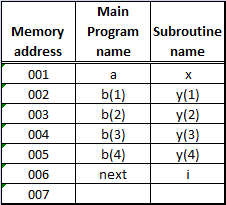 Memory address Main Program name Subroutine name
001 a x
002 b(1) y(1)
003 b(2) y(2)
004 b(3) y(3)
005 b(4) y(4)
006 next i
007